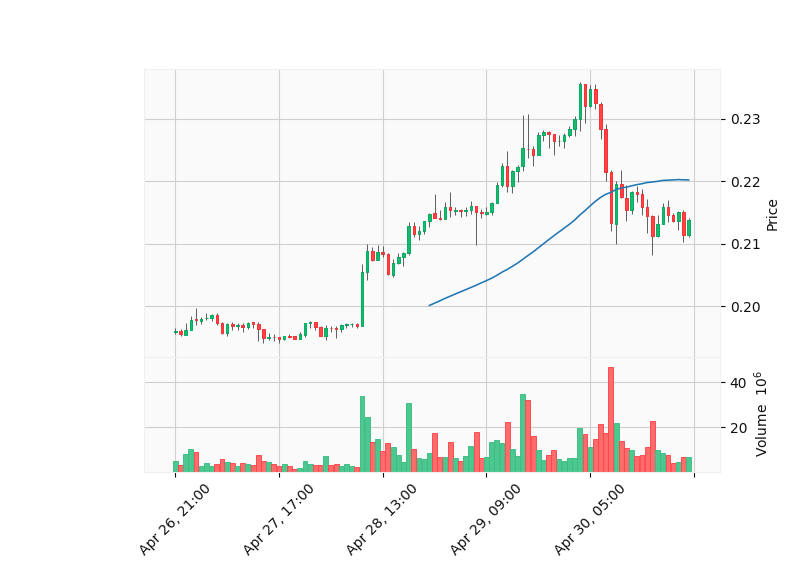 0.23
0.22
0.21
0.20
Price
40
20
Volume 10^6
Apr 26, 21:00
Apr 27, 17:00
Apr 28, 13:00
Apr 29, 09:00
Apr 30, 05:00